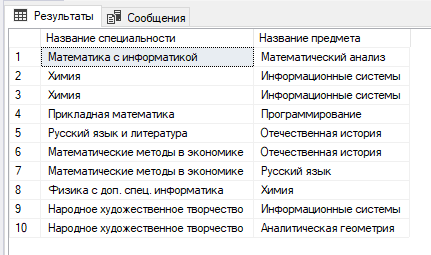 Результаты Сообщения
Название специальности Название предмета
1 Математика с информатикой Математический анализ
2 Химия Информационные системы
3 Химия Информационные системы
4 Прикладная математика Программирование
5 Русский язык и литература Отечественная история
6 Математические методы в экономике Отечественная история
7 Математические методы в экономике Русский язык
8 Физика с доп. спец. информатика Химия
9 Народное художественное творчество Информационные системы
10 Народное художественное творчество Аналитическая геометрия